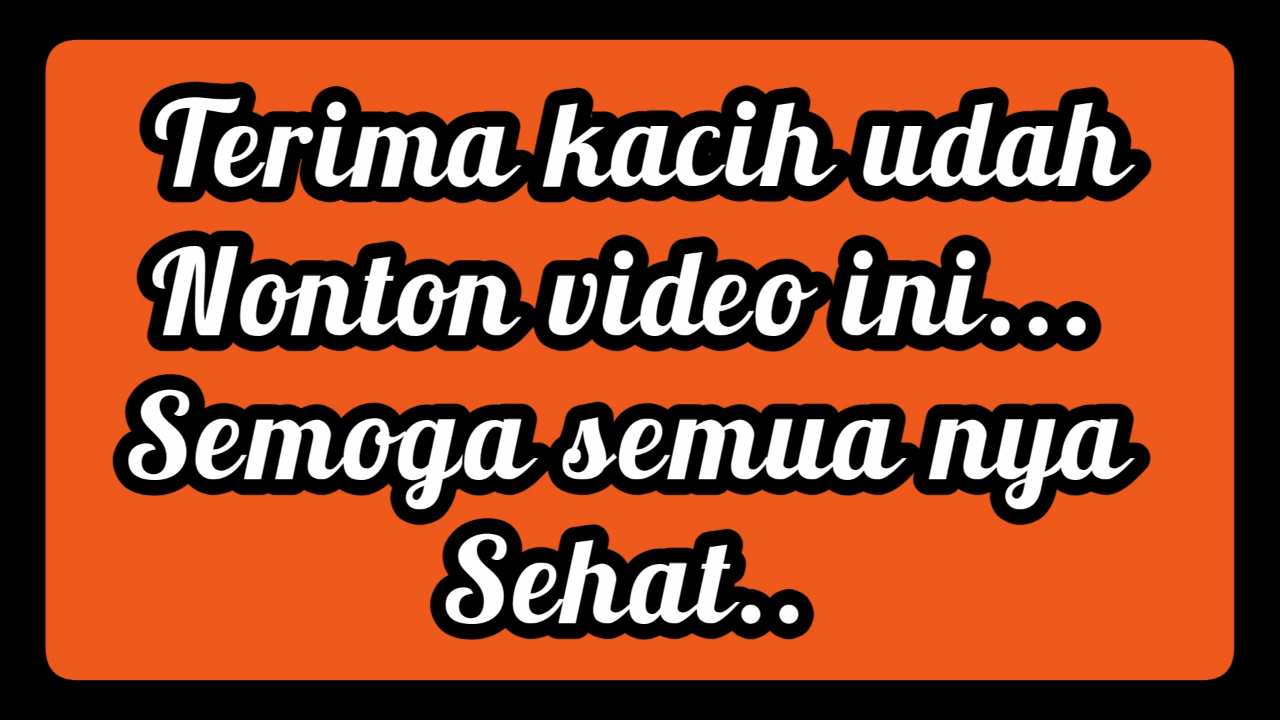 Terima kacih udah
Nonton video ini...
Semoga semua nya
Sehat..